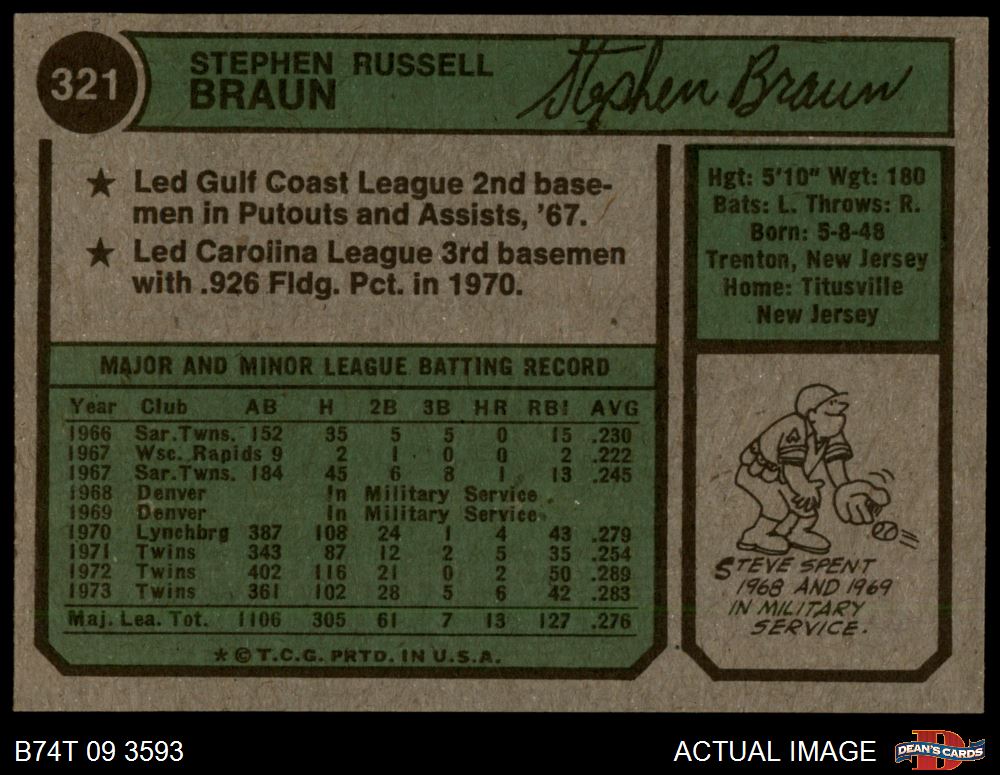 321
STEPHEN RUSSELL
BRAUN
Stephen Braun
★ Led Gulf Coast League 2nd base-
men in Putouts and Assists, '67.
★ Led Carolina League 3rd basemen
with .926 Fldg. Pct. in 1970.
Hgt: 5'10" Wgt: 180
Bats: L. Throws: R.
Born: 5-8-48
Trenton, New Jersey
Home: Titusville
New Jersey
MAJOR AND MINOR LEAGUE BATTING RECORD
Year Club AB H 2B 3B HR RBI AVG
1966 Sar.Twns. 152 35 5 5 0 15 .230
1967 Wsc. Rapids 9 2 1 0 0 2 .222
1967 Sar.Twns. 184 45 6 8 1 13 .245
1968 Denver In Military Service
1969 Denver In Military Service
1970 Lynchbrg 387 108 24 1 4 43 .279
1971 Twins 343 87 12 2 5 35 .254
1972 Twins 402 116 21 0 2 50 .289
1973 Twins 361 102 28 5 6 42 .283
Maj. Lea. Tot. 1106 305 61 7 13 127 .276
★ © T.C.G. PRTD. IN U.S.A.
STEVE SPENT
1968 AND 1969
IN MILITARY
SERVICE.
B74T 09 3593
ACTUAL IMAGE
D
DEAN'S CARDS